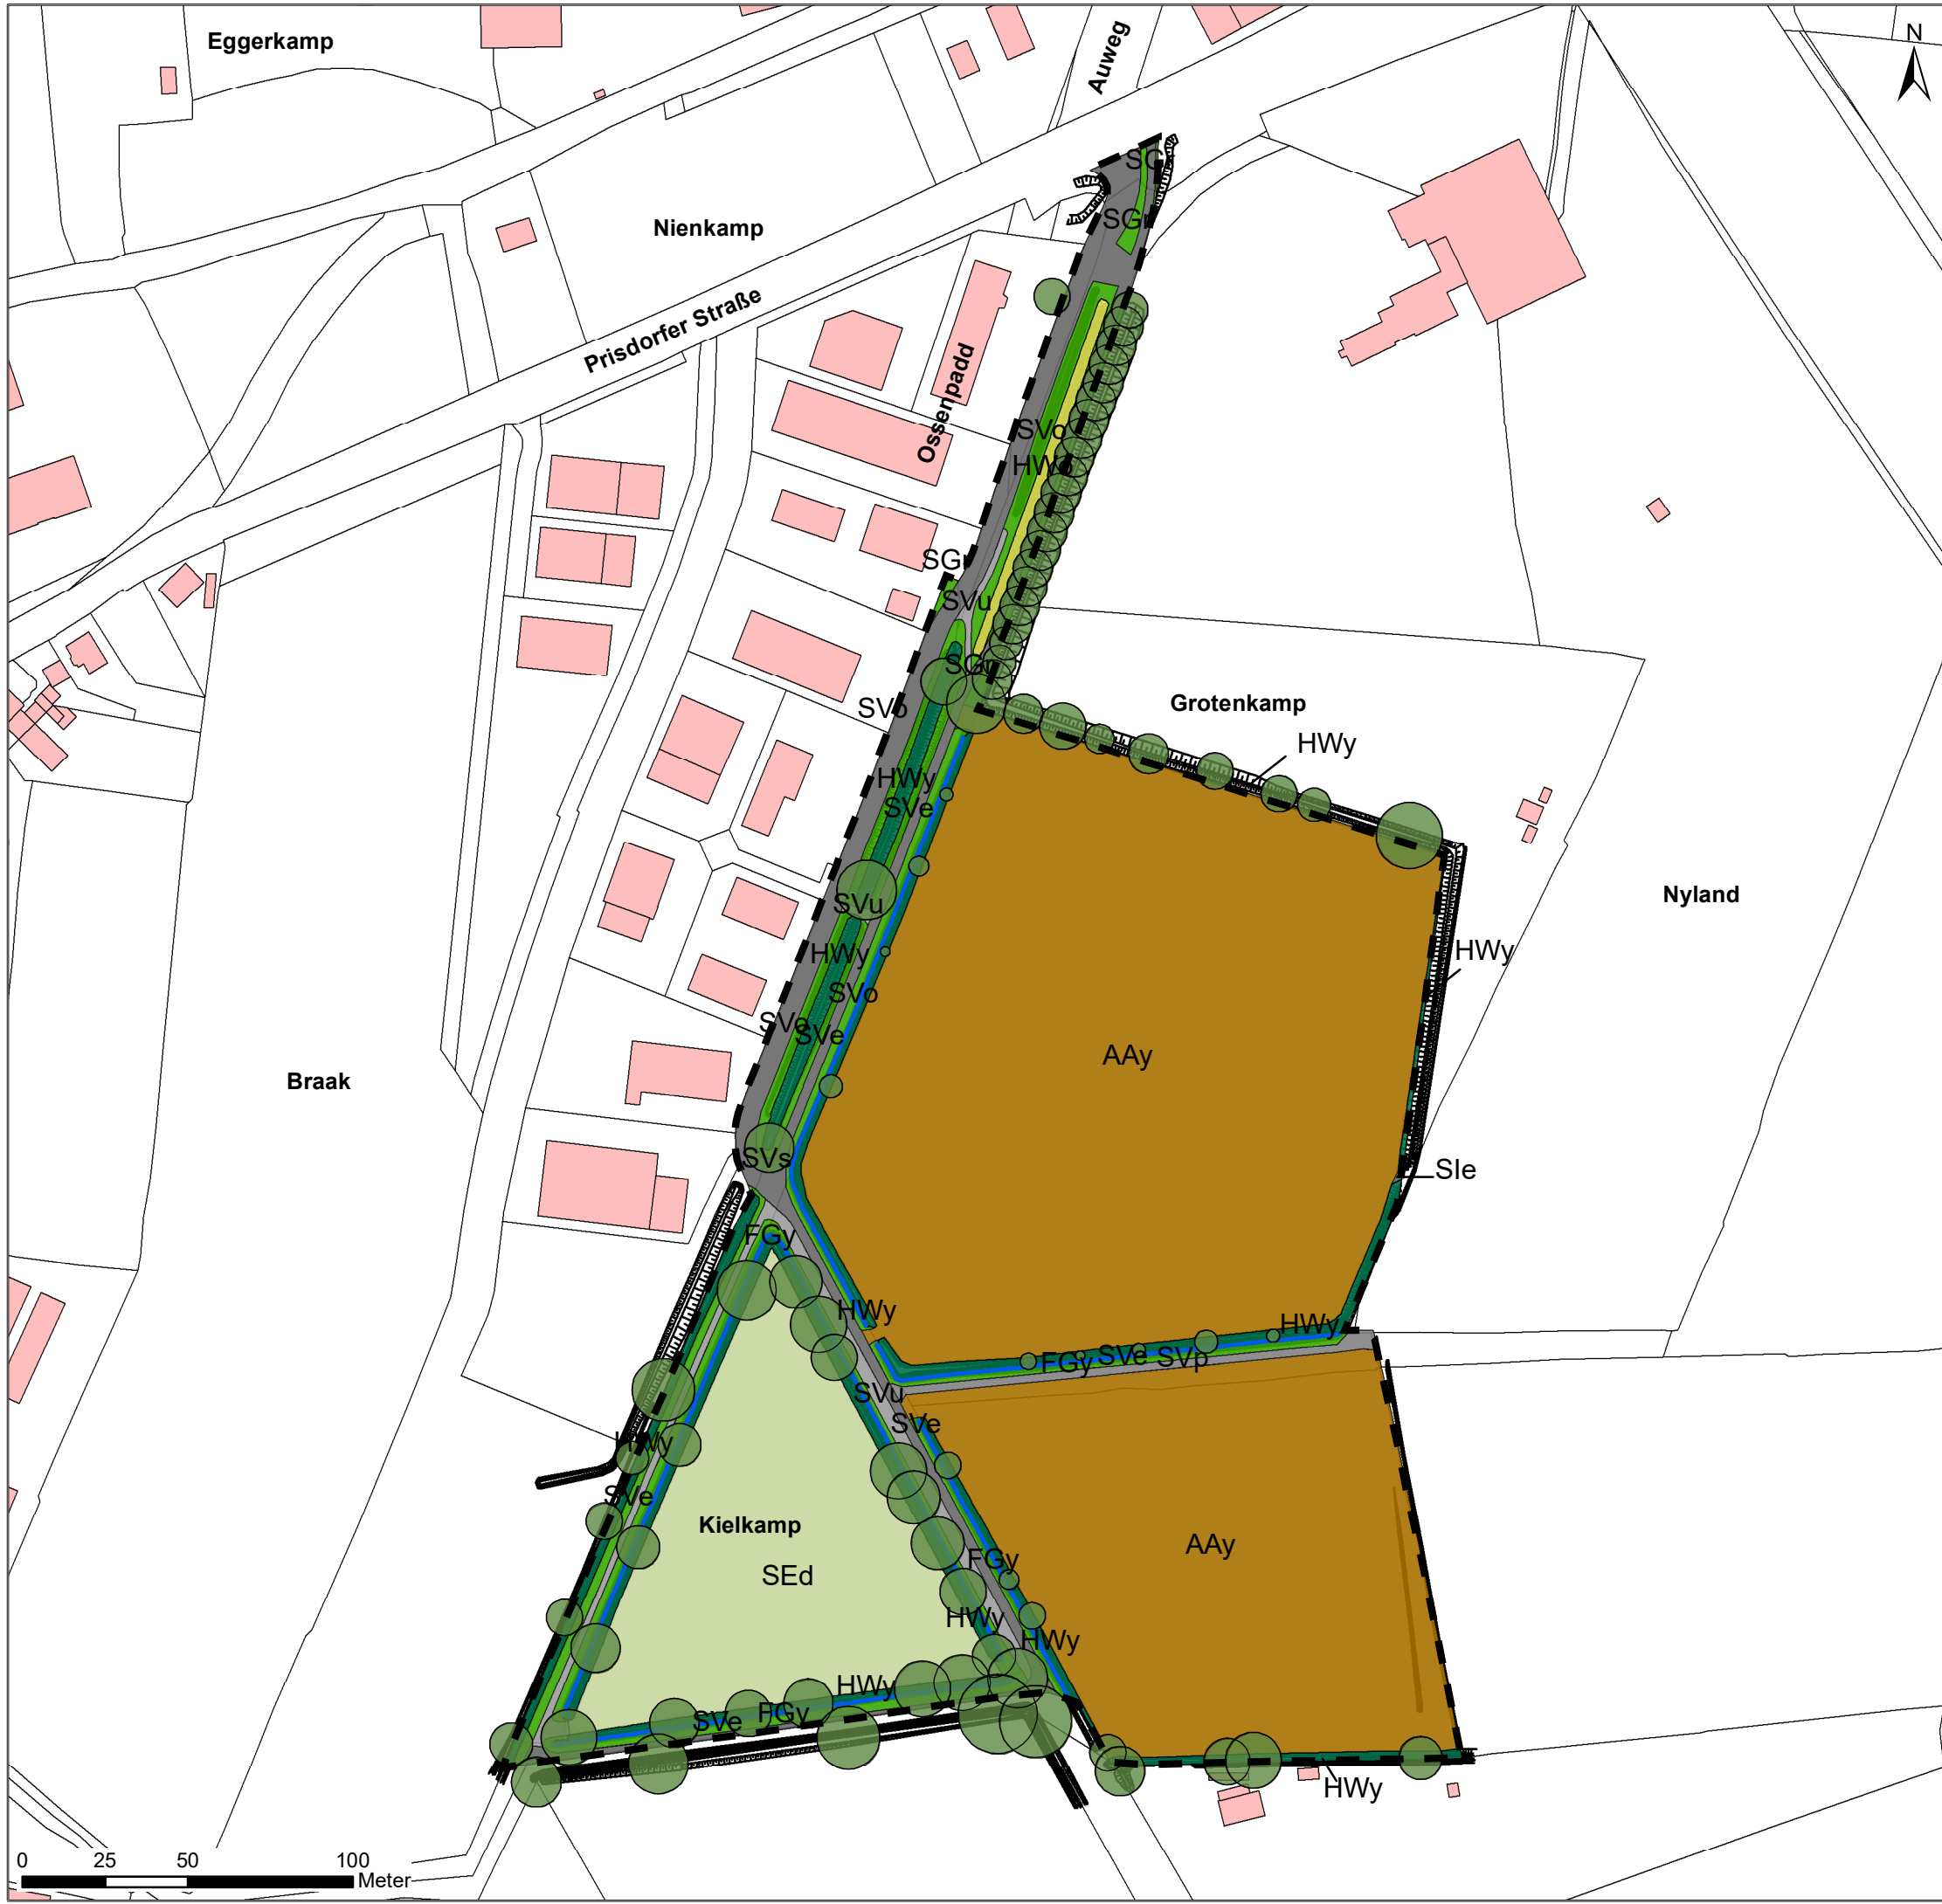 Eggerkamp
Auweg
N
SG
Nienkamp
SGr
Prisdorfer Straße
Ossenpadd
SVo
HWo
SGr
SVu
SGr
Grotenkamp
SVo
HWy
HWy
SVe
Nyland
SVu
HWy
HWy
SVo
SVo
SVe
AAy
Braak
SVs
SIe
FGy
HWy
HWy
FGy
SVe
SVp
SVu
SVe
HWy
SVe
Kielkamp
AAy
FGy
SEd
HWy
HWy
HWy
FGy
SVe
HWy
0 25 50 100
Meter